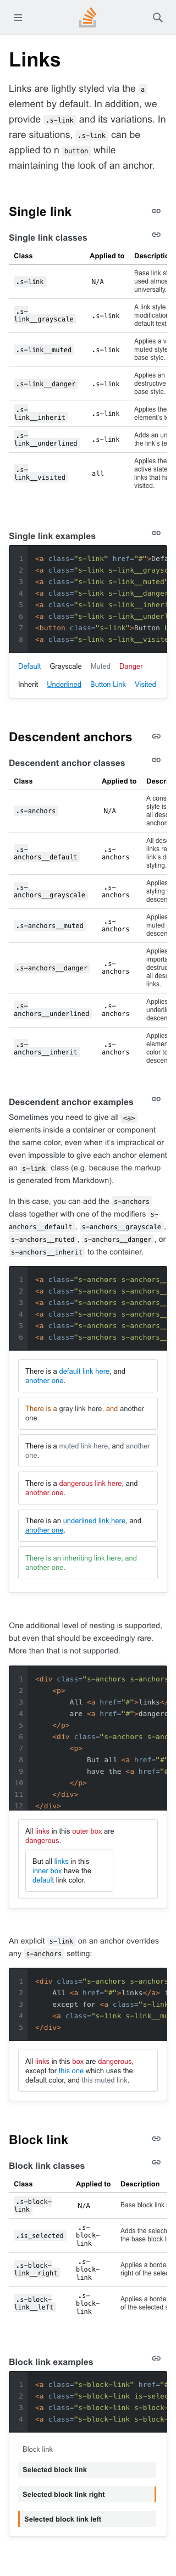 Links
Links are lightly styled via the a
element by default. In addition, we
provide .s-link and its variations. In
rare situations, .s-link can be
applied to n button while
maintaining the look of an anchor.
Single link
Single link classes
Class Applied to Descriptio
.s-link N/A Base link st
used almos
universally.
.s-link__grayscale .s-link A link style
modification
default text
.s-link__muted .s-link Applies a vi
muted style
base style.
.s-link__danger .s-link Applies an
destructive
base style.
.s-link__inherit .s-link Applies the
element's te
.s-link__underlined .s-link Adds an un
the link's te
.s-link__visited all Applies the
active state
links that ha
visited.
Single link examples
1 <a class="s-link" href="#">Defa
2 <a class="s-link s-link__graysc
3 <a class="s-link s-link__muted"
4 <a class="s-link s-link__danger
5 <a class="s-link s-link__inheri
6 <a class="s-link s-link__underl
7 <button class="s-link">Button L
8 <a class="s-link s-link__visite
Default Grayscale Muted Danger
Inherit Underlined Button Link Visited
Descendent anchors
Descendent anchor classes
Class Applied to Descri
.s-anchors N/A A cons
style is
all desc
anchor
.s-anchors__default .s-anchors All desc
links re
link's de
styling.
.s-anchors__grayscale .s-anchors Applies
styling
descen
.s-anchors__muted .s-anchors Applies
muted s
descen
.s-anchors__danger .s-anchors Applies
importa
destruc
all desc
links.
.s-anchors__underlined .s-anchors Applies
underli
descen
.s-anchors__inherit .s-anchors Applies
elemen
color to
descen
Descendent anchor examples
Sometimes you need to give all <a>
elements inside a container or component
the same color, even when it's impractical or
even impossible to give each anchor element
an s-link class (e.g. because the markup
is generated from Markdown).
In this case, you can add the s-anchors
class together with one of the modifiers s-
anchors__default, s-anchors__grayscale,
s-anchors__muted, s-anchors__danger, or
s-anchors__inherit to the container.
1 <a class="s-anchors s-anchors__
2 <a class="s-anchors s-anchors__
3 <a class="s-anchors s-anchors__
4 <a class="s-anchors s-anchors__
5 <a class="s-anchors s-anchors__
6 <a class="s-anchors s-anchors__
There is a default link here, and
another one.
There is a gray link here, and another
one.
There is a muted link here, and another
one.
There is a dangerous link here, and
another one.
There is an underlined link here, and
another one.
There is an inheriting link here, and
another one.
One additional level of nesting is supported,
but even that should be exceedingly rare.
More than that is not supported.
1 <div class="s-anchors s-anchors
2 <p>
3 All <a href="#">links</
4 are <a href="#">dangero
5 </p>
6 <div class="s-anchors s-anc
7 <p>
8 But all <a href="#"
9 have the <a href="#
10 </p>
11 </div>
12 </div>
All links in this outer box are
dangerous.
But all links in this
inner box have the
default link color.
An explicit s-link on an anchor overrides
any s-anchors setting:
1 <div class="s-anchors s-anchors
2 All <a href="#">links</a> i
3 except for <a class="s-link
4 <a class="s-link s-link__mu
5 </div>
All links in this box are dangerous,
except for this one which uses the
default color, and this muted link.
Block link
Block link classes
Class Applied to Description
.s-block-link N/A Base block link s
.is_selected .s-block-link Adds the selecte
the base block li
.s-block-link__right .s-block-link Applies a border
right of the selec
.s-block-link__left .s-block-link Applies a border
of the selected s
Block link examples
1 <a class="s-block-link" href="#
2 <a class="s-block-link is-selec
3 <a class="s-block-link s-block-
4 <a class="s-block-link s-block-
Block link
Selected block link
Selected block link right
Selected block link left